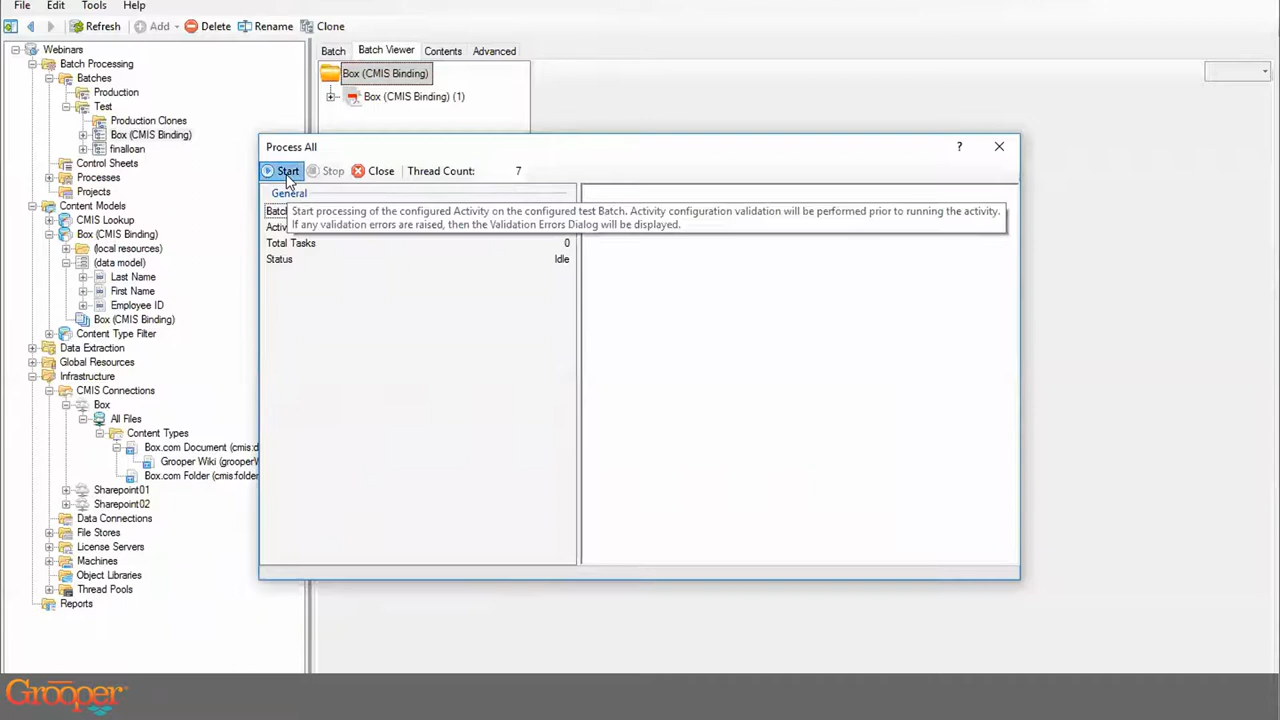 File Edit Tools Help
Refresh Add Delete Rename Clone
Webinars
Batch Processing
Batches
Production
Test
Production Clones
Box (CMIS Binding)
finalloan
Control Sheets
Processes
Projects
Content Models
CMIS Lookup
Box (CMIS Binding)
(local resources)
(data model)
Last Name
First Name
Employee ID
Box (CMIS Binding)
Content Type Filter
Data Extraction
Global Resources
Infrastructure
CMIS Connections
Box
All Files
Content Types
Box.com Document (cmis:d
Grooper Wiki (grooperW
Box.com Folder (cmis:folder
Sharepoint01
Sharepoint02
Data Connections
File Stores
License Servers
Machines
Object Libraries
Thread Pools
Reports
Batch Batch Viewer Contents Advanced
Box (CMIS Binding)
Box (CMIS Binding) (1)
Process All ?
Start Stop Close Thread Count: 7
General
Batc
Start processing of the configured Activity on the configured test Batch. Activity configuration validation will be performed prior to running the activity.
Activ
If any validation errors are raised, then the Validation Errors Dialog will be displayed.
Total Tasks 0
Status Idle
Grooper